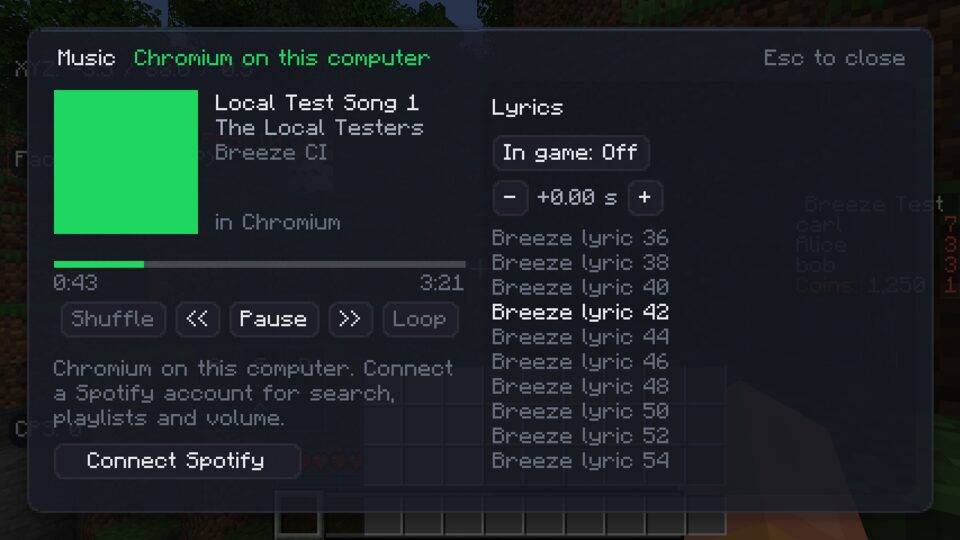 Music Chromium on this computer
Esc to close
Local Test Song 1
The Local Testers
Breeze CI
in Chromium
0:43
3:21
Shuffle
<<
Pause
>>
Loop
Chromium on this computer. Connect
a Spotify account for search,
playlists and volume.
Connect Spotify
Lyrics
In game: Off
- +0.00 s +
Breeze lyric 36
Breeze lyric 38
Breeze lyric 40
Breeze lyric 42
Breeze lyric 44
Breeze lyric 46
Breeze lyric 48
Breeze lyric 50
Breeze lyric 52
Breeze lyric 54
Breeze Test
carl 7
Alice 3
bob 3
Coins: 1,250 1